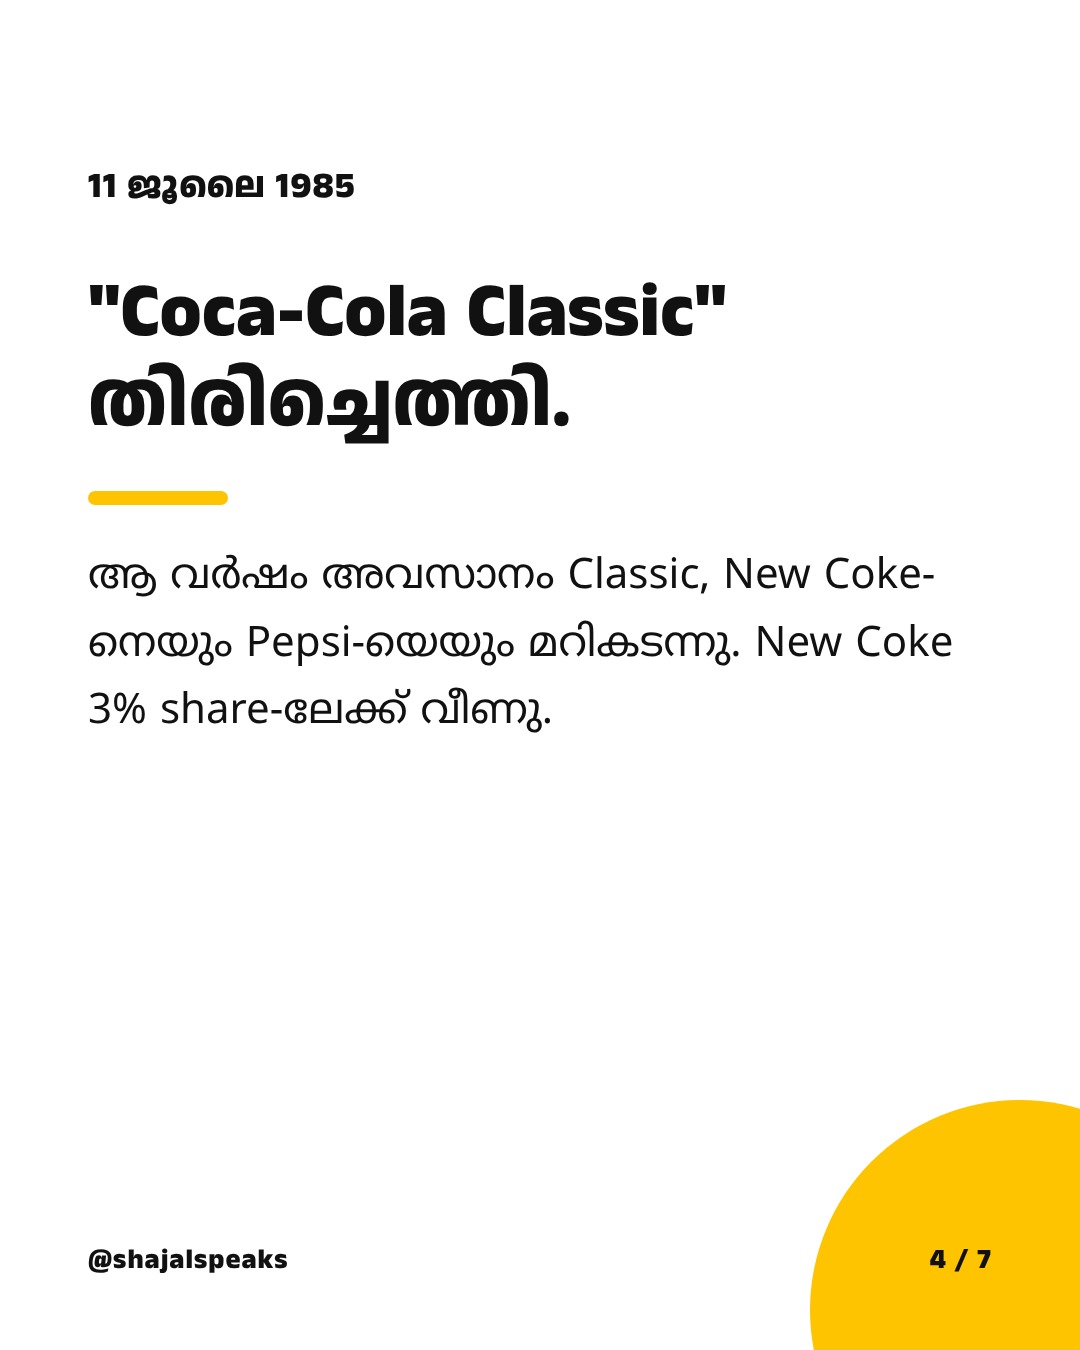 11 ജൂലൈ 1985
"Coca-Cola Classic"
തിരിച്ചെത്തി.
ആ വർഷം അവസാനം Classic, New Coke-
നെയും Pepsi-യെയും മറികടന്നു. New Coke
3% share-ലേക്ക് വീണു.
@shajalspeaks
4 / 7